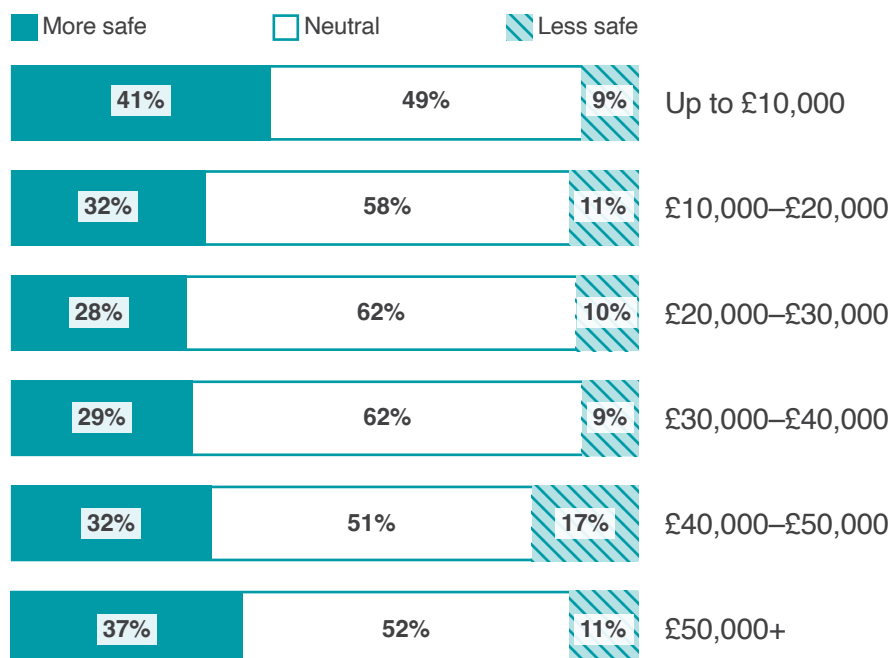 More safe Neutral Less safe
41% 49% 9% Up to £10,000
32% 58% 11% £10,000–£20,000
28% 62% 10% £20,000–£30,000
29% 62% 9% £30,000–£40,000
32% 51% 17% £40,000–£50,000
37% 52% 11% £50,000+